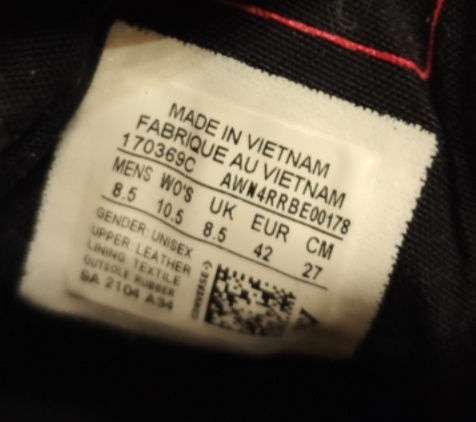 MADE IN VIETNAM
FABRIQUE AU VIETNAM
170369C AWN4RRBE00178
MENS WO'S UK EUR CM
8.5 10.5 8.5 42 27
GENDER UNISEX
UPPER LEATHER
LINING TEXTILE
OUTSOLE RUBBER
9A 2104 A34